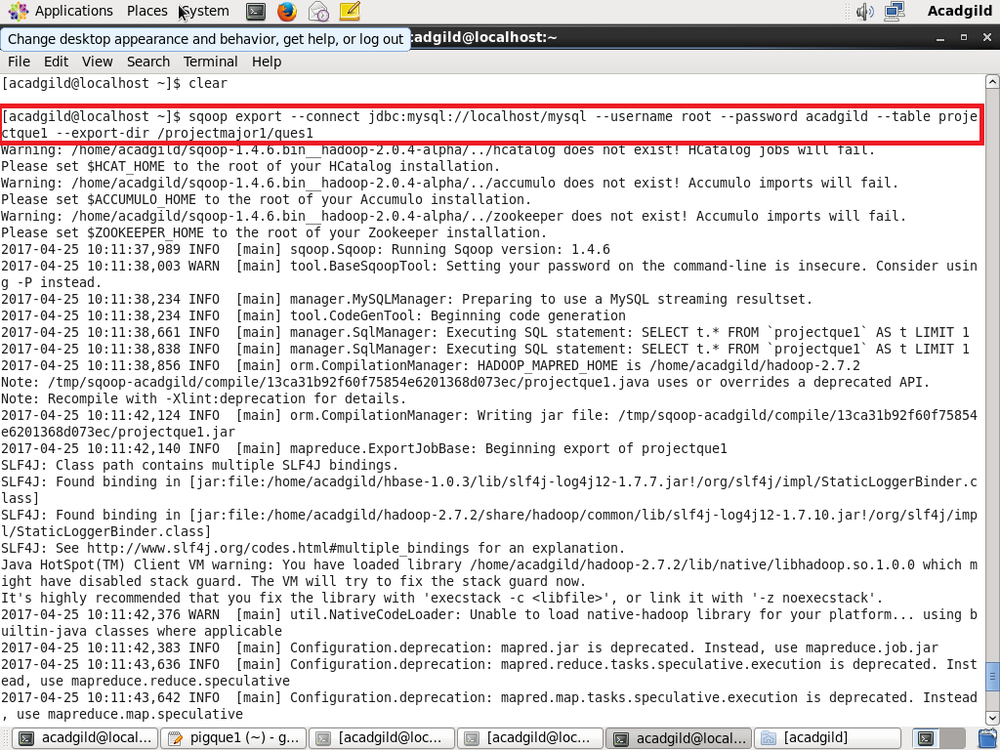 Applications Places System Acadgild
Change desktop appearance and behavior, get help, or log out
cadgild@localhost:~
File Edit View Search Terminal Help
[acadgild@localhost ~]$ clear
[acadgild@localhost ~]$ sqoop export --connect jdbc:mysql://localhost/mysql --username root --password acadgild --table proje
ctque1 --export-dir /projectmajor1/ques1
Warning: /home/acadgild/sqoop-1.4.6.bin__hadoop-2.0.4-alpha/../hcatalog does not exist! HCatalog jobs will fail.
Please set $HCAT_HOME to the root of your HCatalog installation.
Warning: /home/acadgild/sqoop-1.4.6.bin__hadoop-2.0.4-alpha/../accumulo does not exist! Accumulo imports will fail.
Please set $ACCUMULO_HOME to the root of your Accumulo installation.
Warning: /home/acadgild/sqoop-1.4.6.bin__hadoop-2.0.4-alpha/../zookeeper does not exist! Accumulo imports will fail.
Please set $ZOOKEEPER_HOME to the root of your Zookeeper installation.
2017-04-25 10:11:37,989 INFO  [main] sqoop.Sqoop: Running Sqoop version: 1.4.6
2017-04-25 10:11:38,003 WARN  [main] tool.BaseSqoopTool: Setting your password on the command-line is insecure. Consider usin
g -P instead.
2017-04-25 10:11:38,234 INFO  [main] manager.MySQLManager: Preparing to use a MySQL streaming resultset.
2017-04-25 10:11:38,234 INFO  [main] tool.CodeGenTool: Beginning code generation
2017-04-25 10:11:38,661 INFO  [main] manager.SqlManager: Executing SQL statement: SELECT t.* FROM `projectque1` AS t LIMIT 1
2017-04-25 10:11:38,838 INFO  [main] manager.SqlManager: Executing SQL statement: SELECT t.* FROM `projectque1` AS t LIMIT 1
2017-04-25 10:11:38,856 INFO  [main] orm.CompilationManager: HADOOP_MAPRED_HOME is /home/acadgild/hadoop-2.7.2
Note: /tmp/sqoop-acadgild/compile/13ca31b92f60f75854e6201368d073ec/projectque1.java uses or overrides a deprecated API.
Note: Recompile with -Xlint:deprecation for details.
2017-04-25 10:11:42,124 INFO  [main] orm.CompilationManager: Writing jar file: /tmp/sqoop-acadgild/compile/13ca31b92f60f75854
e6201368d073ec/projectque1.jar
2017-04-25 10:11:42,140 INFO  [main] mapreduce.ExportJobBase: Beginning export of projectque1
SLF4J: Class path contains multiple SLF4J bindings.
SLF4J: Found binding in [jar:file:/home/acadgild/hbase-1.0.3/lib/slf4j-log4j12-1.7.7.jar!/org/slf4j/impl/StaticLoggerBinder.c
lass]
SLF4J: Found binding in [jar:file:/home/acadgild/hadoop-2.7.2/share/hadoop/common/lib/slf4j-log4j12-1.7.10.jar!/org/slf4j/imp
l/StaticLoggerBinder.class]
SLF4J: See http://www.slf4j.org/codes.html#multiple_bindings for an explanation.
Java HotSpot(TM) Client VM warning: You have loaded library /home/acadgild/hadoop-2.7.2/lib/native/libhadoop.so.1.0.0 which m
ight have disabled stack guard. The VM will try to fix the stack guard now.
It's highly recommended that you fix the library with 'execstack -c <libfile>', or link it with '-z noexecstack'.
2017-04-25 10:11:42,376 WARN  [main] util.NativeCodeLoader: Unable to load native-hadoop library for your platform... using b
uiltin-java classes where applicable
2017-04-25 10:11:42,383 INFO  [main] Configuration.deprecation: mapred.jar is deprecated. Instead, use mapreduce.job.jar
2017-04-25 10:11:43,636 INFO  [main] Configuration.deprecation: mapred.reduce.tasks.speculative.execution is deprecated. Inst
ead, use mapreduce.reduce.speculative
2017-04-25 10:11:43,642 INFO  [main] Configuration.deprecation: mapred.map.tasks.speculative.execution is deprecated. Instead
, use mapreduce.map.speculative
acadgild@local... pigque1 (~) - g... [acadgild@loc... [acadgild@loc... acadgild@local... [acadgild]